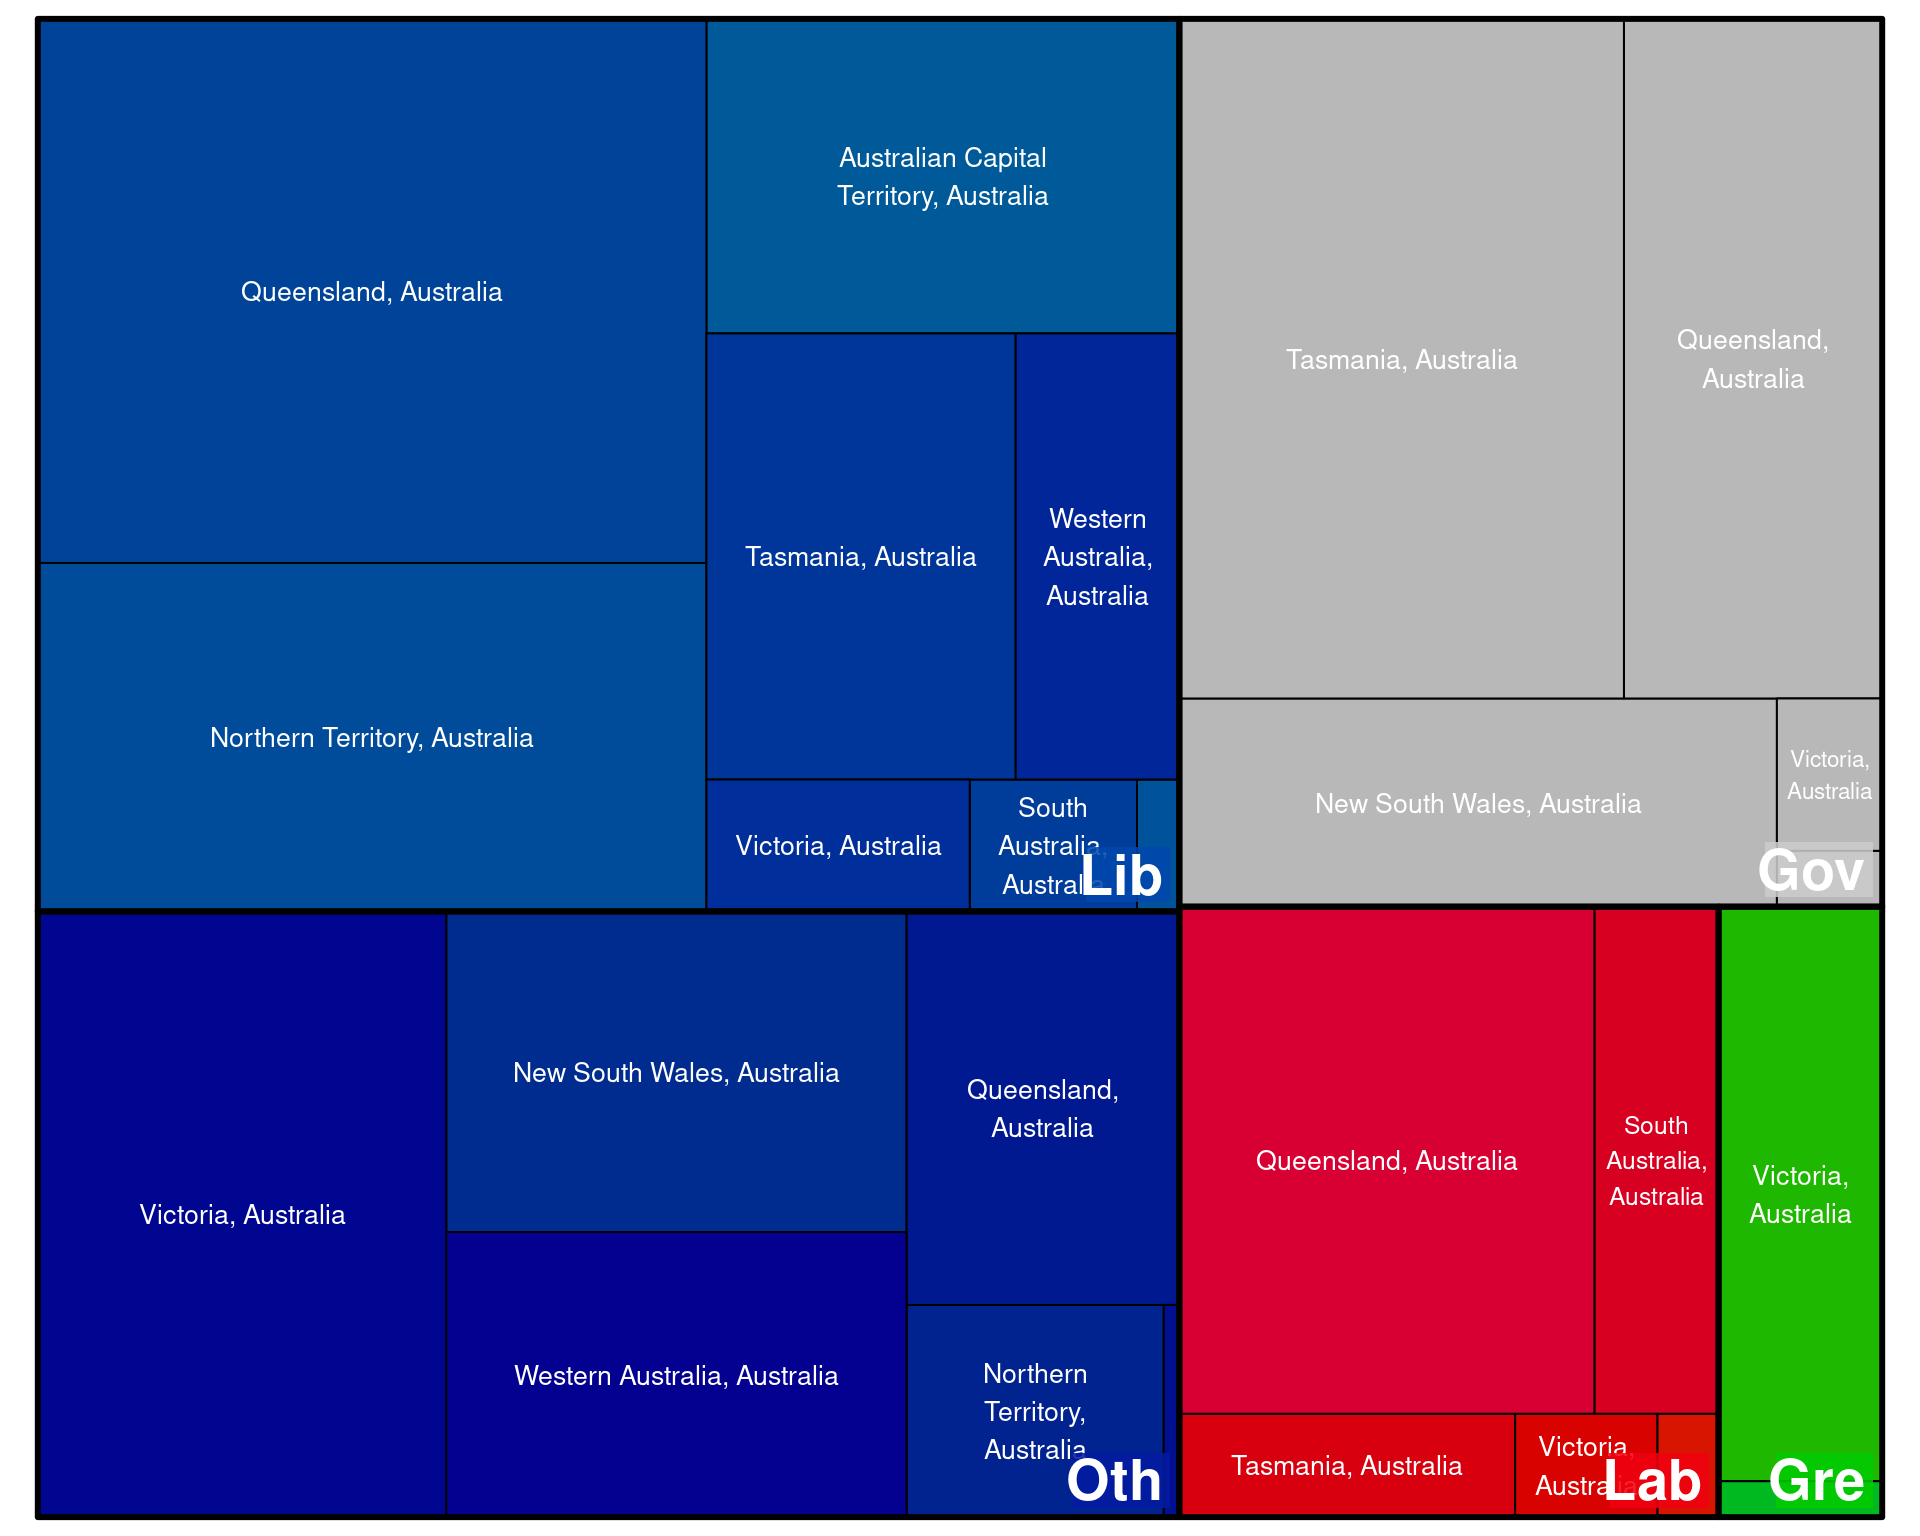 Queensland, Australia
Northern Territory, Australia
Australian Capital
Territory, Australia
Tasmania, Australia
Western
Australia,
Australia
Victoria, Australia
South
Australia,
Australia
Lib
Tasmania, Australia
Queensland,
Australia
New South Wales, Australia
Victoria,
Australia
Gov
Victoria, Australia
New South Wales, Australia
Western Australia, Australia
Queensland,
Australia
Northern
Territory,
Australia
Oth
Queensland, Australia
South
Australia,
Australia
Tasmania, Australia
Victoria,
Australia
Lab
Victoria,
Australia
Gre